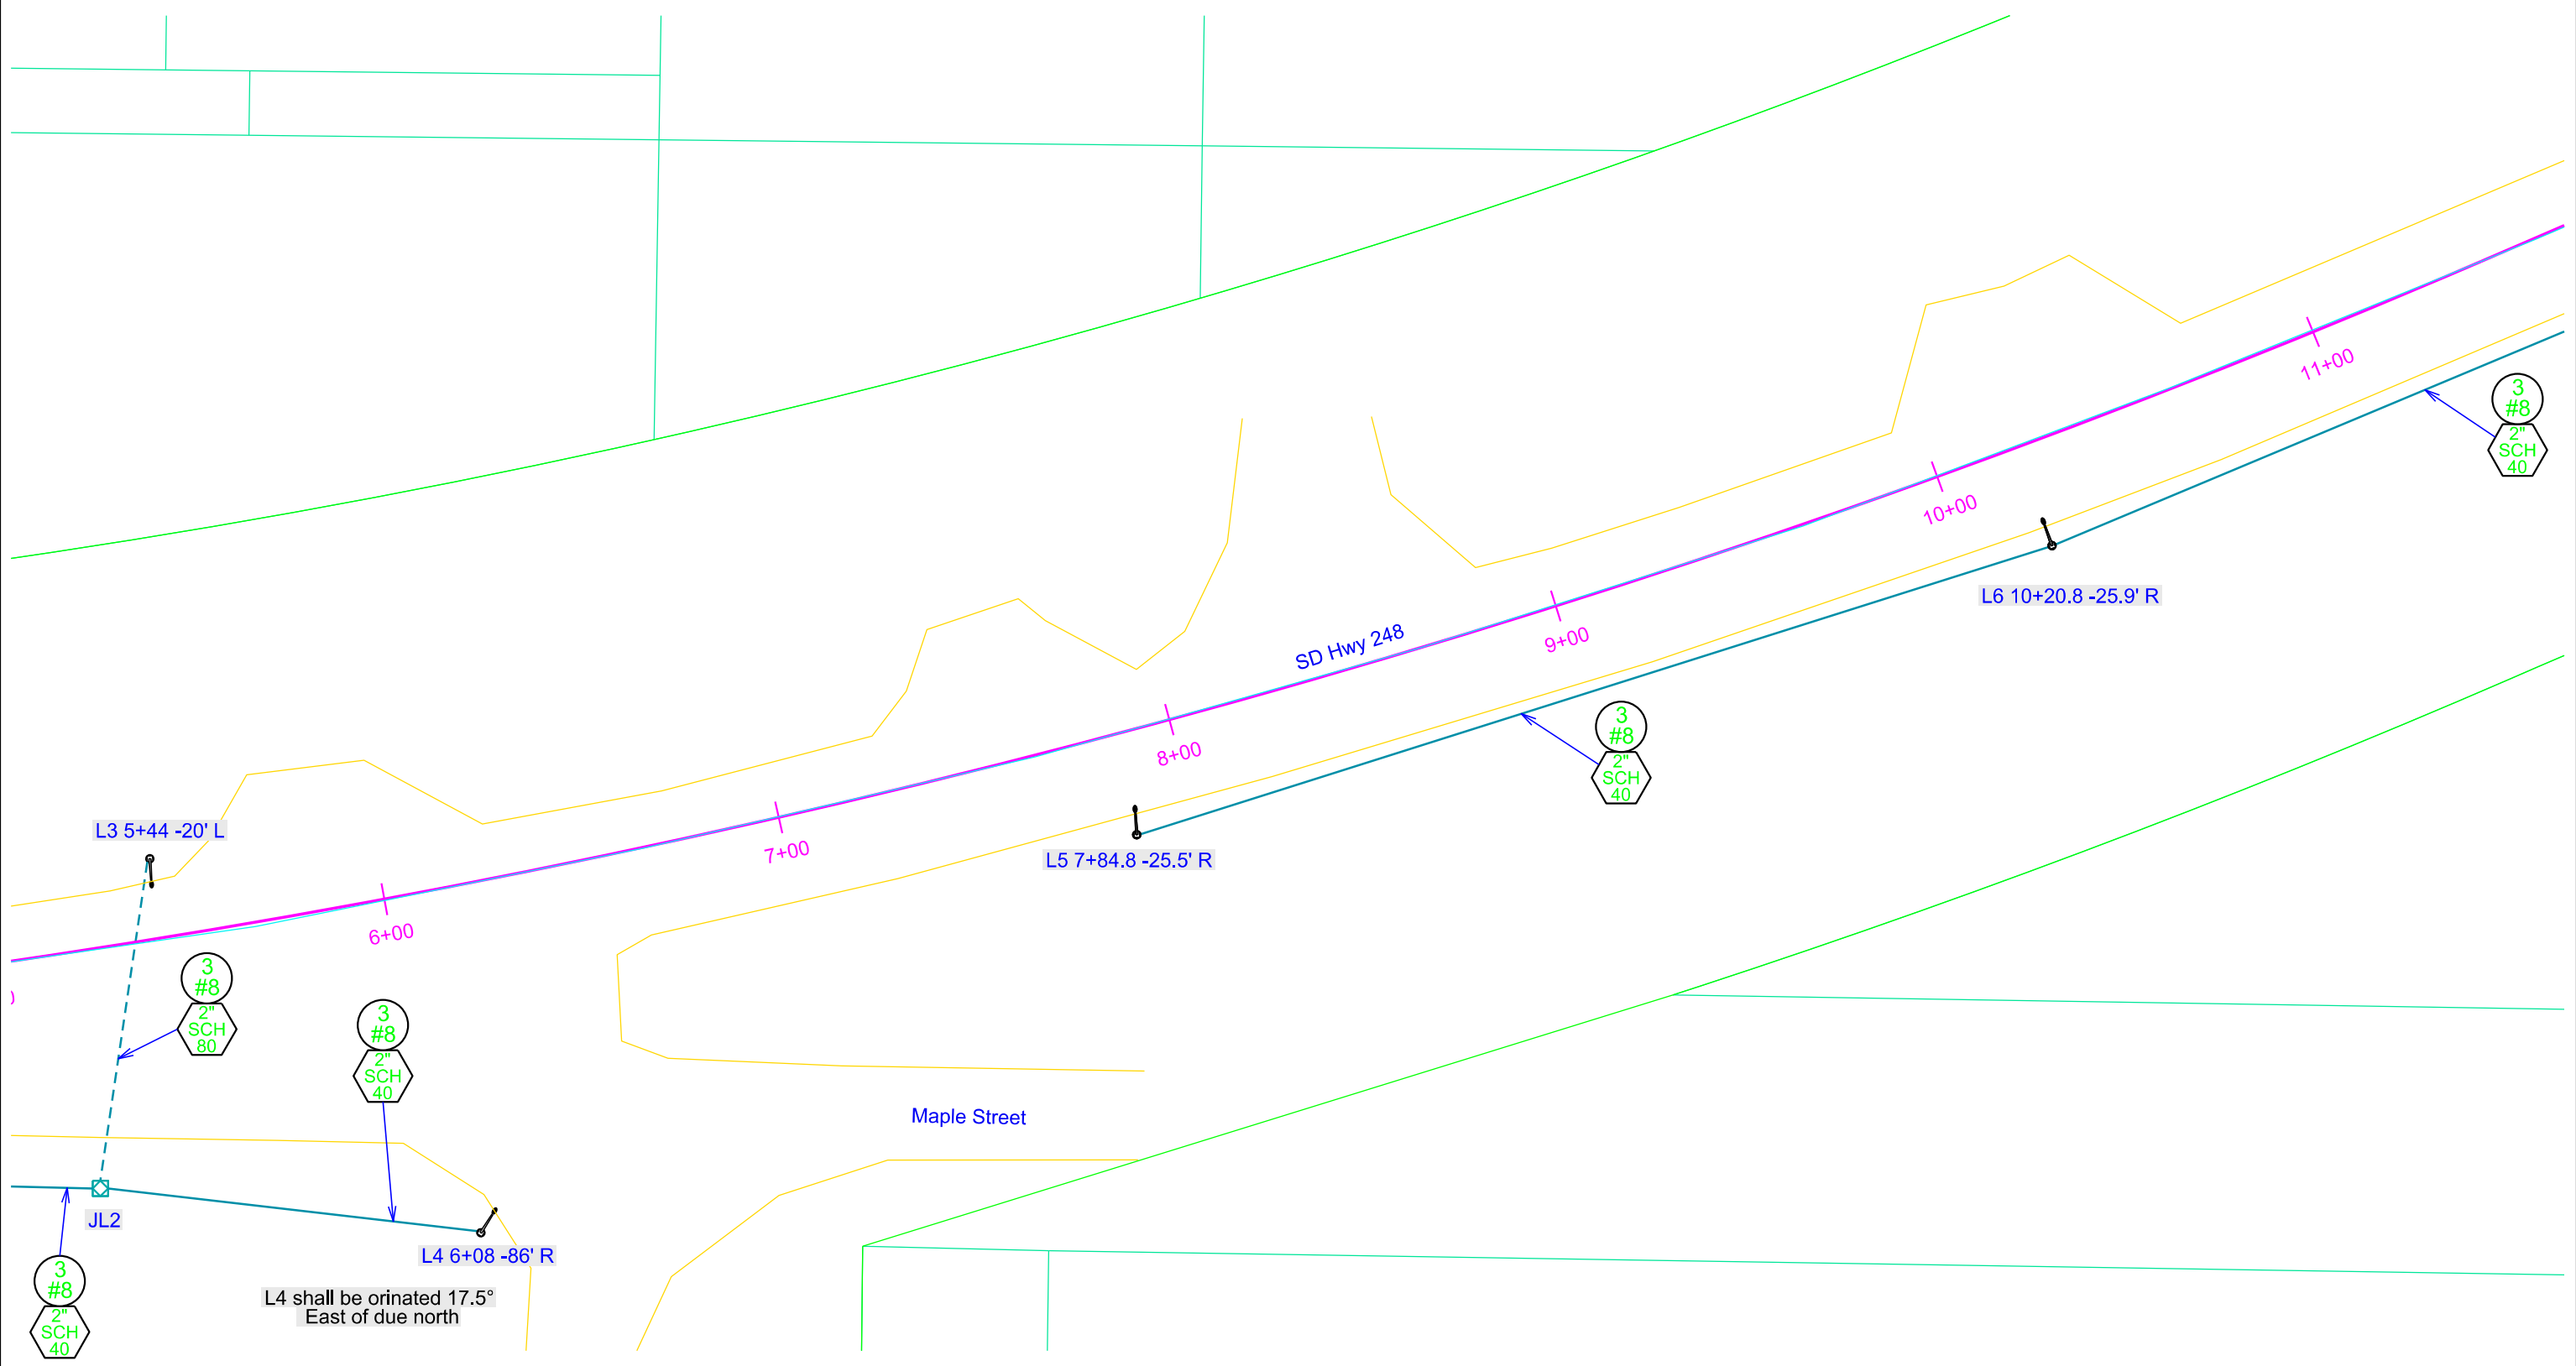 11+00
3
#8
2"
SCH
40
10+00
L6 10+20.8 -25.9' R
SD Hwy 248
9+00
8+00
3
#8
2"
SCH
40
L3 5+44 -20' L
7+00
L5 7+84.8 -25.5' R
6+00
3
#8
2"
SCH
80
3
#8
2"
SCH
40
Maple Street
JL2
L4 6+08 -86' R
3
#8
2"
SCH
40
L4 shall be orinated 17.5°
East of due north